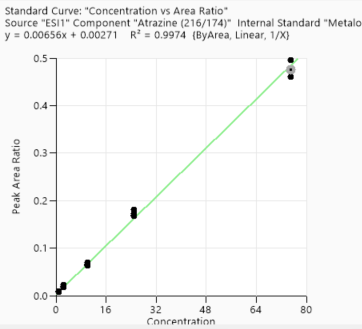 Standard Curve: "Concentration vs Area Ratio"
Source "ESI1" Component "Atrazine (216/174)" Internal Standard "Metalo
y = 0.00656x + 0.00271 R² = 0.9974 {ByArea, Linear, 1/X}
Peak Area Ratio
0.5
0.4
0.3
0.2
0.1
0.0
0 16 32 48 64 80
Concentration